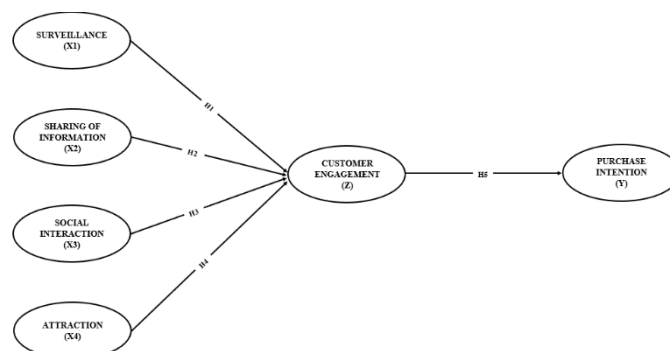 SURVEILLANCE
(X1)
H1
SHARING OF
INFORMATION
(X2)
H2
CUSTOMER
ENGAGEMENT
(Z)
H5
PURCHASE
INTENTION
(Y)
SOCIAL
INTERACTION
(X3)
H3
H4
ATTRACTION
(X4)